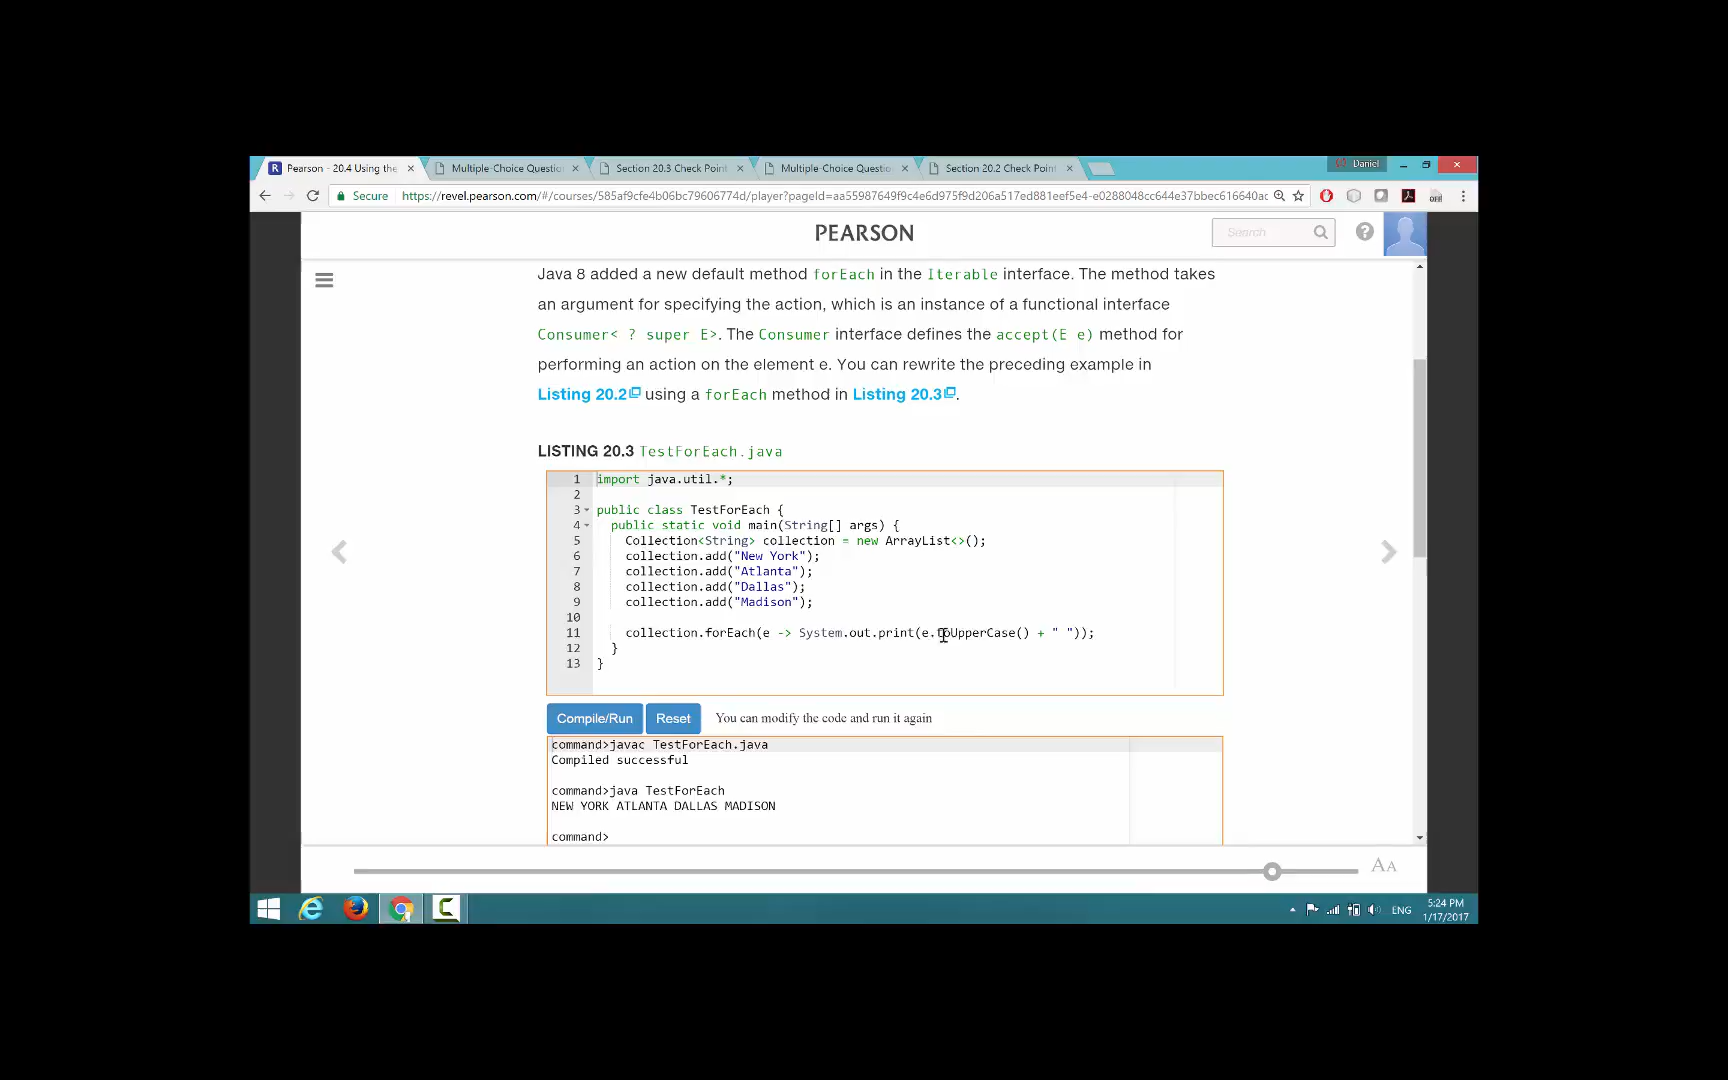 Pearson - 20.4 Using the
Multiple-Choice Questio
Section 20.3 Check Point
Multiple-Choice Questio
Section 20.2 Check Point
Daniel
Secure
https://revel.pearson.com/#/courses/585af9cfe4b06bc79606774d/player?pageId=aa55987649f9c4e6d975f9d206a517ed881eef5e4-e0288048cc644e37bbec616640ac
PEARSON
Search
Java 8 added a new default method forEach in the Iterable interface. The method takes
an argument for specifying the action, which is an instance of a functional interface
Consumer< ? super E>. The Consumer interface defines the accept(E e) method for
performing an action on the element e. You can rewrite the preceding example in
Listing 20.2 using a forEach method in Listing 20.3.
LISTING 20.3 TestForEach.java
1 import java.util.*;
2
3 public class TestForEach {
4 public static void main(String[] args) {
5 Collection<String> collection = new ArrayList<>();
6 collection.add("New York");
7 collection.add("Atlanta");
8 collection.add("Dallas");
9 collection.add("Madison");
10
11 collection.forEach(e -> System.out.print(e.toUpperCase() + " "));
12 }
13 }
Compile/Run Reset You can modify the code and run it again
command>javac TestForEach.java
Compiled successful
command>java TestForEach
NEW YORK ATLANTA DALLAS MADISON
command>
AA
ENG
5:24 PM
1/17/2017